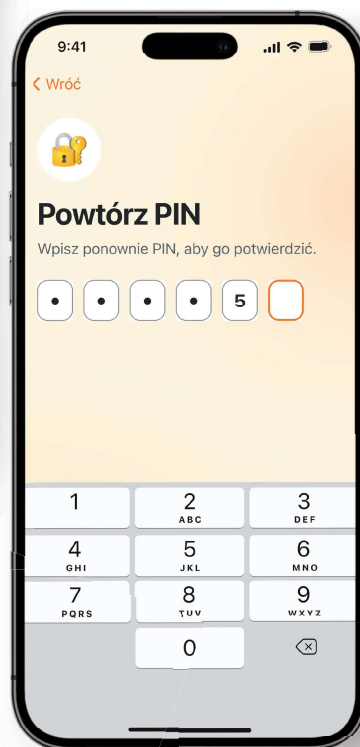 9:41
Wróć
Powtórz PIN
Wpisz ponownie PIN, aby go potwierdzić.
• • • • 5
1 2 3
ABC DEF
4 5 6
GHI JKL MNO
7 8 9
PQRS TUV WXYZ
0